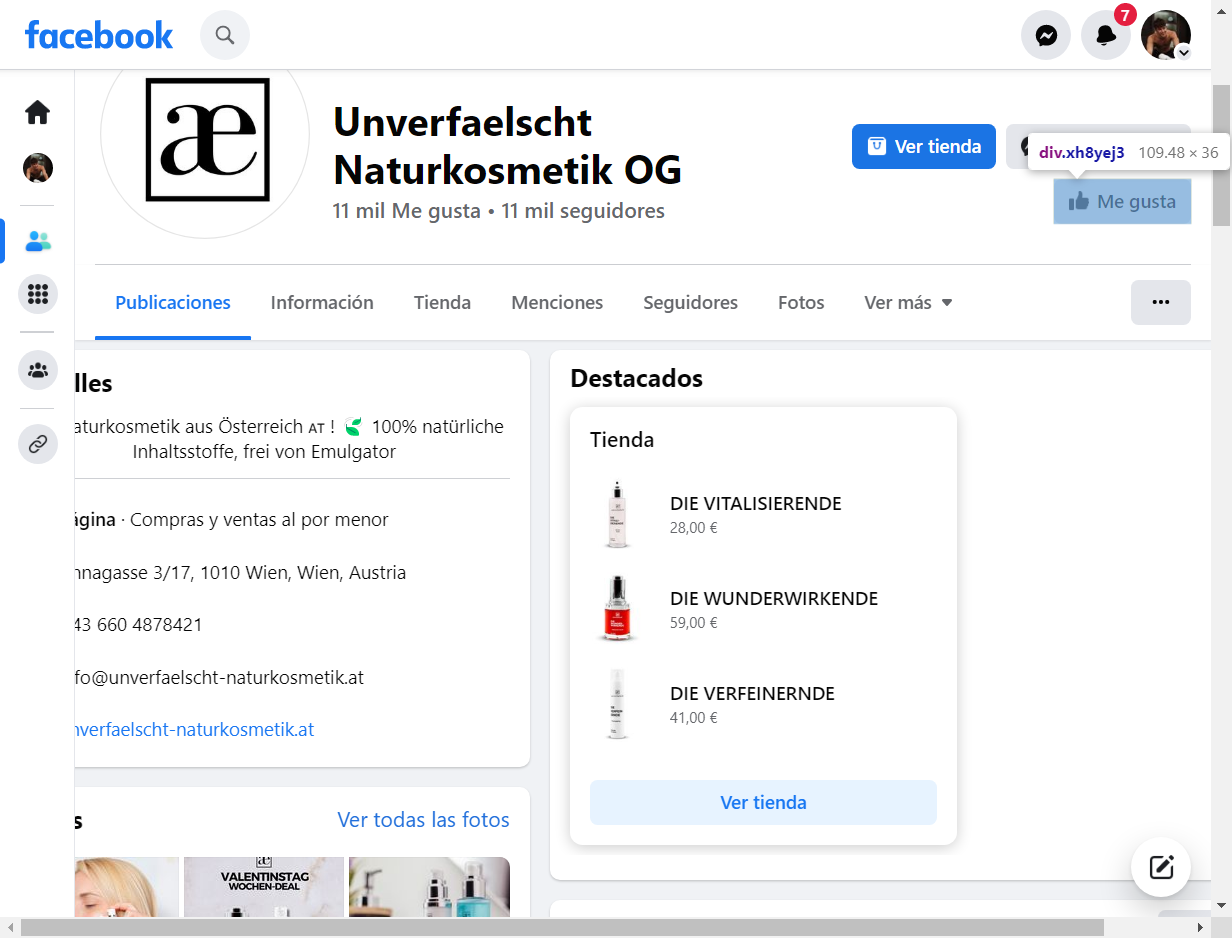 facebook
7
æ
Unverfaelscht
Naturkosmetik OG
11 mil Me gusta • 11 mil seguidores
Ver tienda
div.xh8yej3 109.48 × 36
Me gusta
Publicaciones
Información
Tienda
Menciones
Seguidores
Fotos
Ver más
lles
aturkosmetik aus Österreich AT ! 100% natürliche
Inhaltsstoffe, frei von Emulgator
ágina · Compras y ventas al por menor
nnagasse 3/17, 1010 Wien, Wien, Austria
43 660 4878421
fo@unverfaelscht-naturkosmetik.at
nverfaelscht-naturkosmetik.at
s
Ver todas las fotos
æ
VALENTINSTAG
WOCHEN-DEAL
Destacados
Tienda
DIE VITALISIERENDE
28,00 €
DIE WUNDERWIRKENDE
59,00 €
DIE VERFEINERNDE
41,00 €
Ver tienda